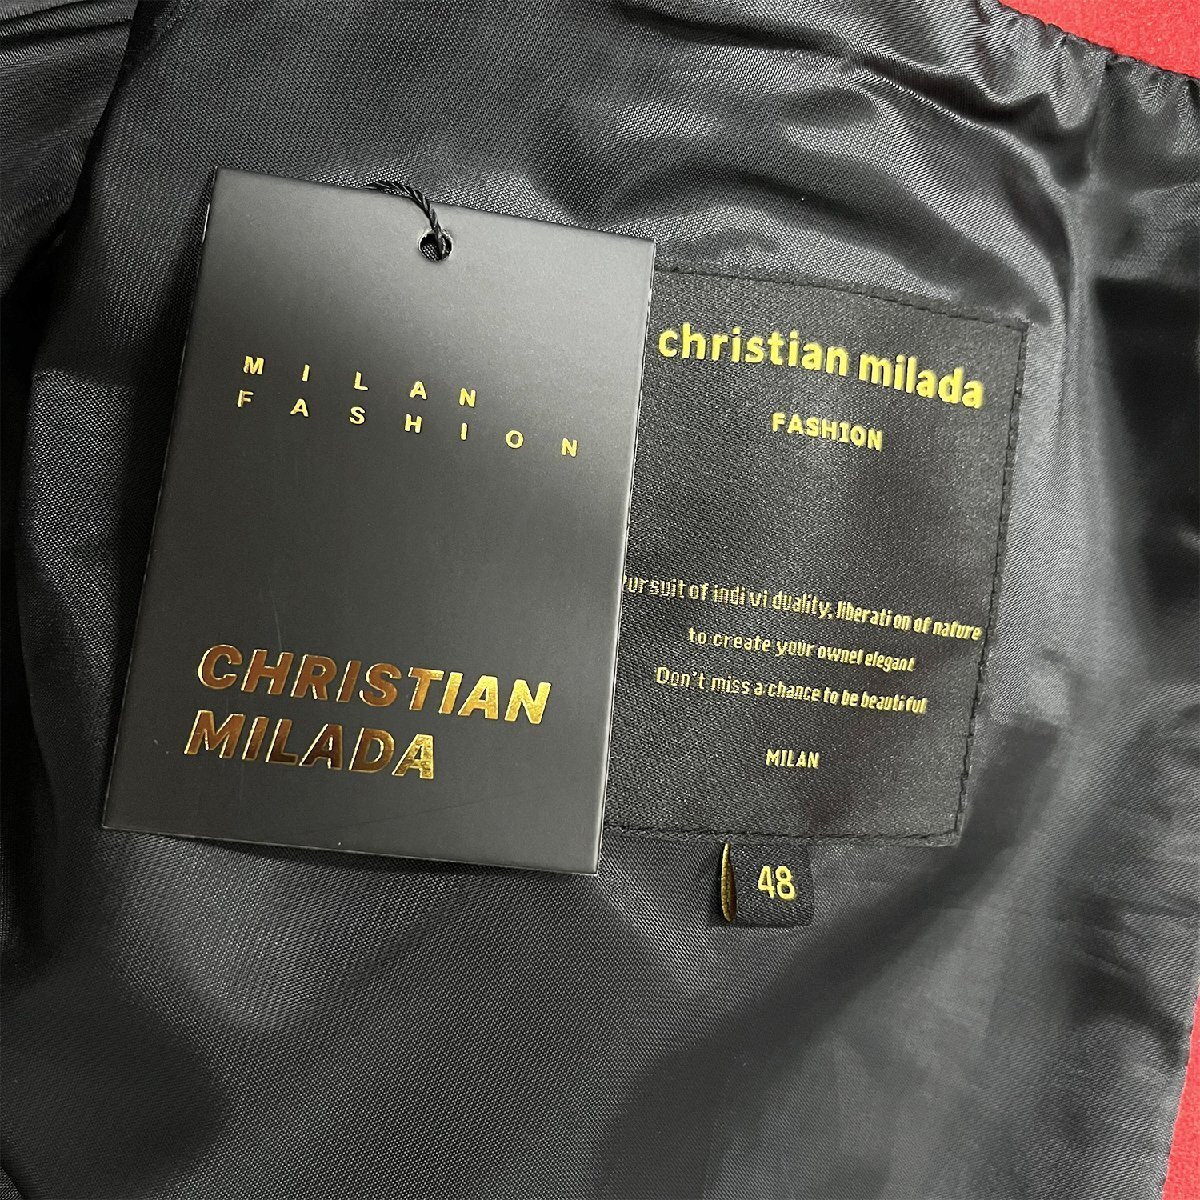 MILAN
FASHION
CHRISTIAN
MILADA
christian milada
FASHION
Pursuit of indi vi duality, liberati on of nature
to create your ownel elegant
Don't miss a chance to be beautiful
MILAN
48